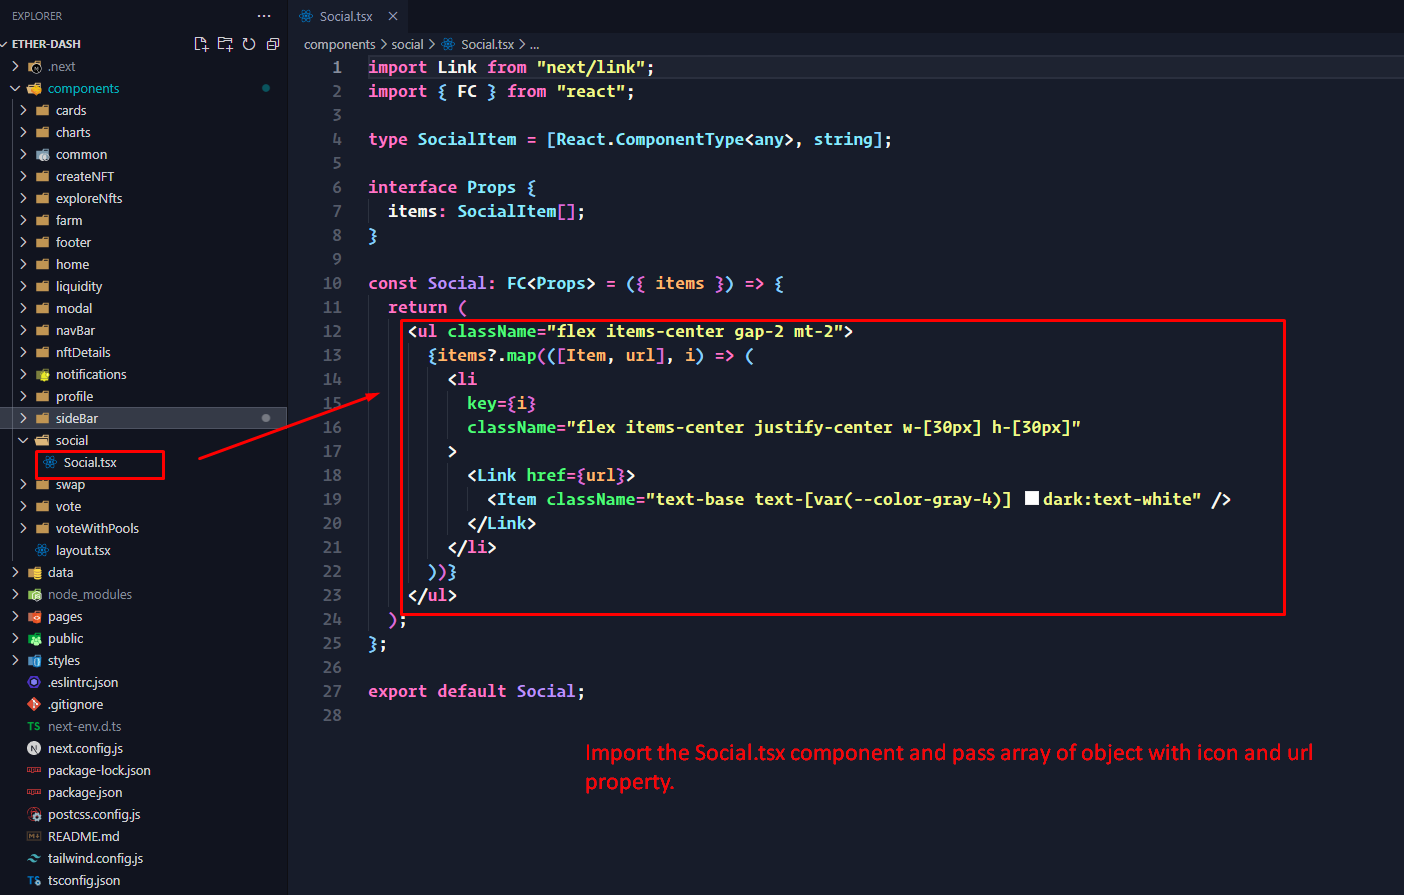 EXPLORER
ETHER-DASH
.next
components
cards
charts
common
createNFT
exploreNfts
farm
footer
home
liquidity
modal
navBar
nftDetails
notifications
profile
sideBar
social
Social.tsx
swap
vote
voteWithPools
layout.tsx
data
node_modules
pages
public
styles
.eslintrc.json
.gitignore
TS next-env.d.ts
next.config.js
package-lock.json
package.json
postcss.config.js
README.md
tailwind.config.js
TS tsconfig.json
Social.tsx
components > social > Social.tsx > ...
1 import Link from "next/link";
2 import { FC } from "react";
3
4 type SocialItem = [React.ComponentType<any>, string];
5
6 interface Props {
7 items: SocialItem[];
8 }
9
10 const Social: FC<Props> = ({ items }) => {
11 return (
12 <ul className="flex items-center gap-2 mt-2">
13 {items?.map(([Item, url], i) => (
14 <li
15 key={i}
16 className="flex items-center justify-center w-[30px] h-[30px]"
17 >
18 <Link href={url}>
19 <Item className="text-base text-[var(--color-gray-4)] dark:text-white" />
20 </Link>
21 </li>
22 ))}
23 </ul>
24 );
25 };
26
27 export default Social;
28
Import the Social.tsx component and pass array of object with icon and url
property.